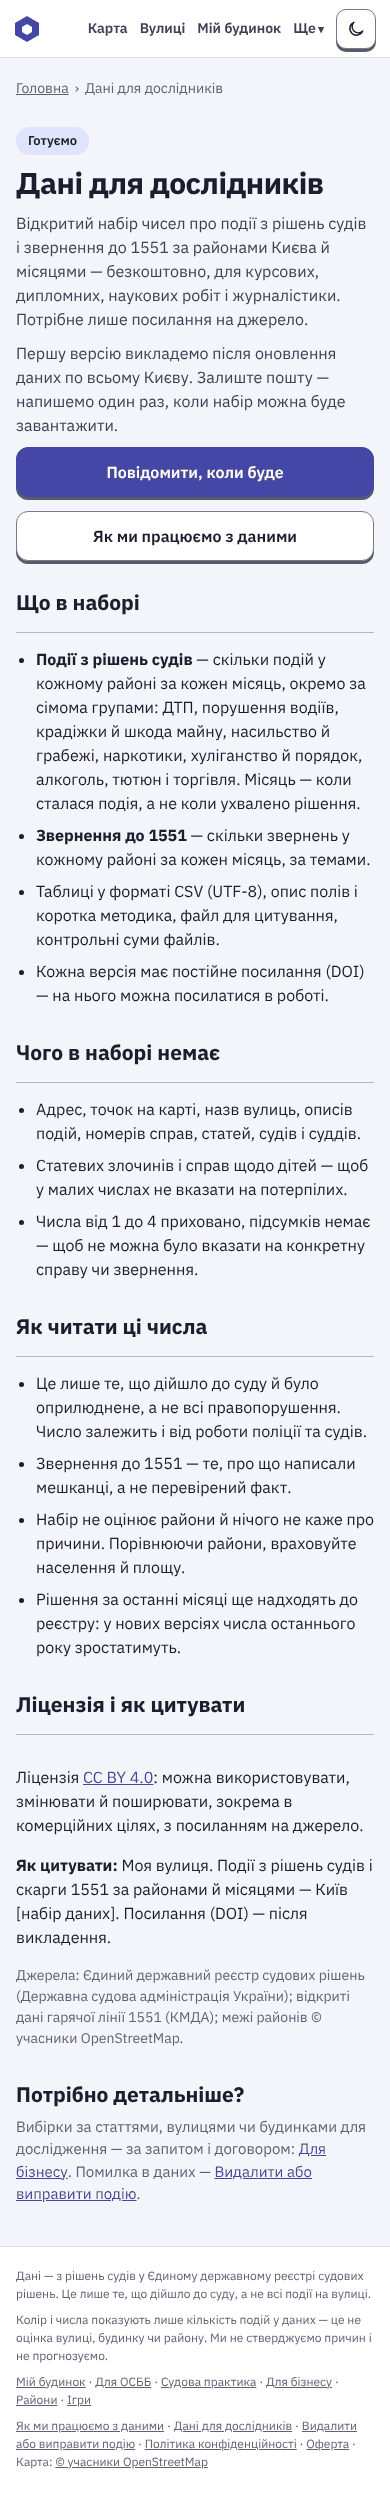 Карта Вулиці Мій будинок Ще ▾
Головна › Дані для дослідників
Готуємо
Дані для дослідників
Відкритий набір чисел про події з рішень судів
і звернення до 1551 за районами Києва й
місяцями — безкоштовно, для курсових,
дипломних, наукових робіт і журналістики.
Потрібне лише посилання на джерело.
Першу версію викладемо після оновлення
даних по всьому Києву. Залиште пошту —
напишемо один раз, коли набір можна буде
завантажити.
Повідомити, коли буде
Як ми працюємо з даними
Що в наборі
• Події з рішень судів — скільки подій у
кожному районі за кожен місяць, окремо за
сімома групами: ДТП, порушення водіїв,
крадіжки й шкода майну, насильство й
грабежі, наркотики, хуліганство й порядок,
алкоголь, тютюн і торгівля. Місяць — коли
сталася подія, а не коли ухвалено рішення.
• Звернення до 1551 — скільки звернень у
кожному районі за кожен місяць, за темами.
• Таблиці у форматі CSV (UTF-8), опис полів і
коротка методика, файл для цитування,
контрольні суми файлів.
• Кожна версія має постійне посилання (DOI)
— на нього можна посилатися в роботі.
Чого в наборі немає
• Адрес, точок на карті, назв вулиць, описів
подій, номерів справ, статей, судів і суддів.
• Статевих злочинів і справ щодо дітей — щоб
у малих числах не вказати на потерпілих.
• Числа від 1 до 4 приховано, підсумків немає
— щоб не можна було вказати на конкретну
справу чи звернення.
Як читати ці числа
• Це лише те, що дійшло до суду й було
оприлюднене, а не всі правопорушення.
Число залежить і від роботи поліції та судів.
• Звернення до 1551 — те, про що написали
мешканці, а не перевірений факт.
• Набір не оцінює райони й нічого не каже про
причини. Порівнюючи райони, враховуйте
населення й площу.
• Рішення за останні місяці ще надходять до
реєстру: у нових версіях числа останнього
року зростатимуть.
Ліцензія і як цитувати
Ліцензія CC BY 4.0: можна використовувати,
змінювати й поширювати, зокрема в
комерційних цілях, з посиланням на джерело.
Як цитувати: Моя вулиця. Події з рішень судів і
скарги 1551 за районами й місяцями — Київ
[набір даних]. Посилання (DOI) — після
викладення.
Джерела: Єдиний державний реєстр судових рішень
(Державна судова адміністрація України); відкриті
дані гарячої лінії 1551 (КМДА); межі районів ©
учасники OpenStreetMap.
Потрібно детальніше?
Вибірки за статтями, вулицями чи будинками для
дослідження — за запитом і договором: Для
бізнесу. Помилка в даних — Видалити або
виправити подію.
Дані — з рішень судів у Єдиному державному реєстрі судових
рішень. Це лише те, що дійшло до суду, а не всі події на вулиці.
Колір і числа показують лише кількість подій у даних — це не
оцінка вулиці, будинку чи району. Ми не стверджуємо причин і
не прогнозуємо.
Мій будинок · Для ОСББ · Судова практика · Для бізнесу ·
Райони · Ігри
Як ми працюємо з даними · Дані для дослідників · Видалити
або виправити подію · Політика конфіденційності · Оферта ·
Карта: © учасники OpenStreetMap